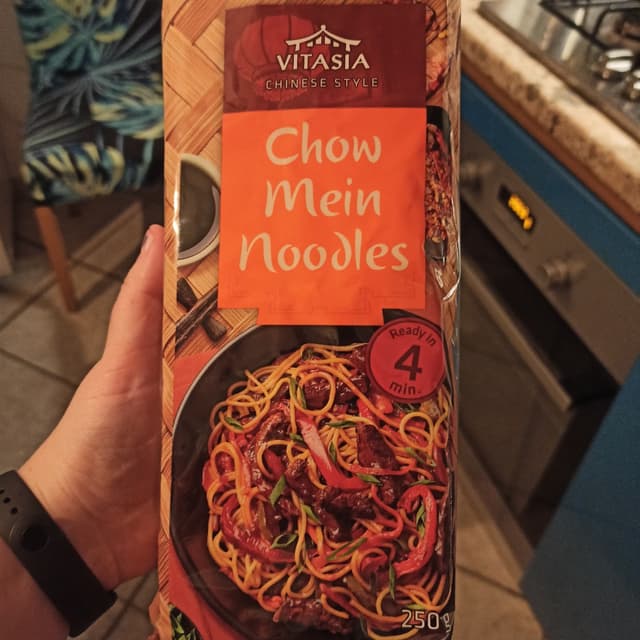 VITASIA
CHINESE STYLE
Chow
Mein
Noodles
Ready in
4
min.
250g